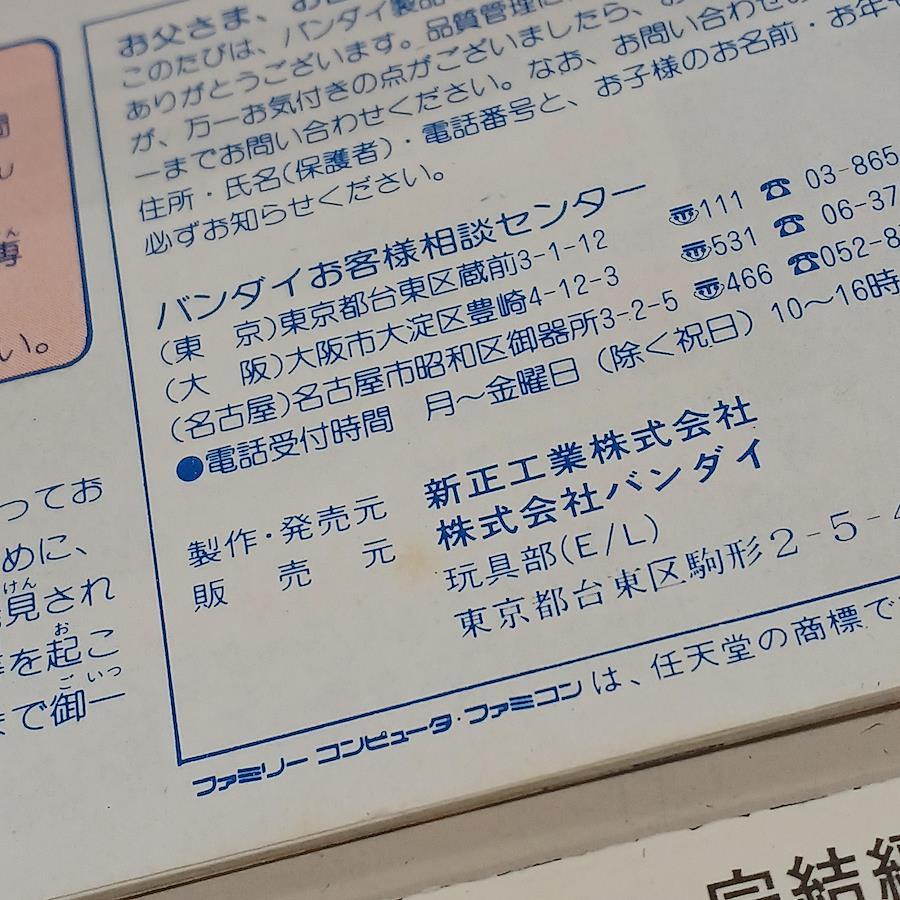 お父さま、お
このたびは、バンダイ製品
ありがとうございます。品質管理に
が、万一お気付きの点がございましたら、お
ーまでお問い合わせください。なお、お問い合わせの
住所・氏名(保護者)・電話番号と、お子様のお名前・お年
必ずお知らせください。
バンダイお客様相談センター
(東 京)東京都台東区蔵前3-1-12 〠111 ☎ 03-865
(大 阪)大阪市大淀区豊崎4-12-3 〠531 ☎ 06-37
(名古屋)名古屋市昭和区御器所3-2-5 〠466 ☎052-8
●電話受付時間 月〜金曜日(除く祝日)10〜16時
製作・発売元 新正工業株式会社
販 売 元 株式会社バンダイ
玩具部(E/L)
東京都台東区駒形2-5-4
ファミリーコンピュータ・ファミコンは、任天堂の商標で
い。
ってお
めに、
見され
を起こ
で御一
完結編